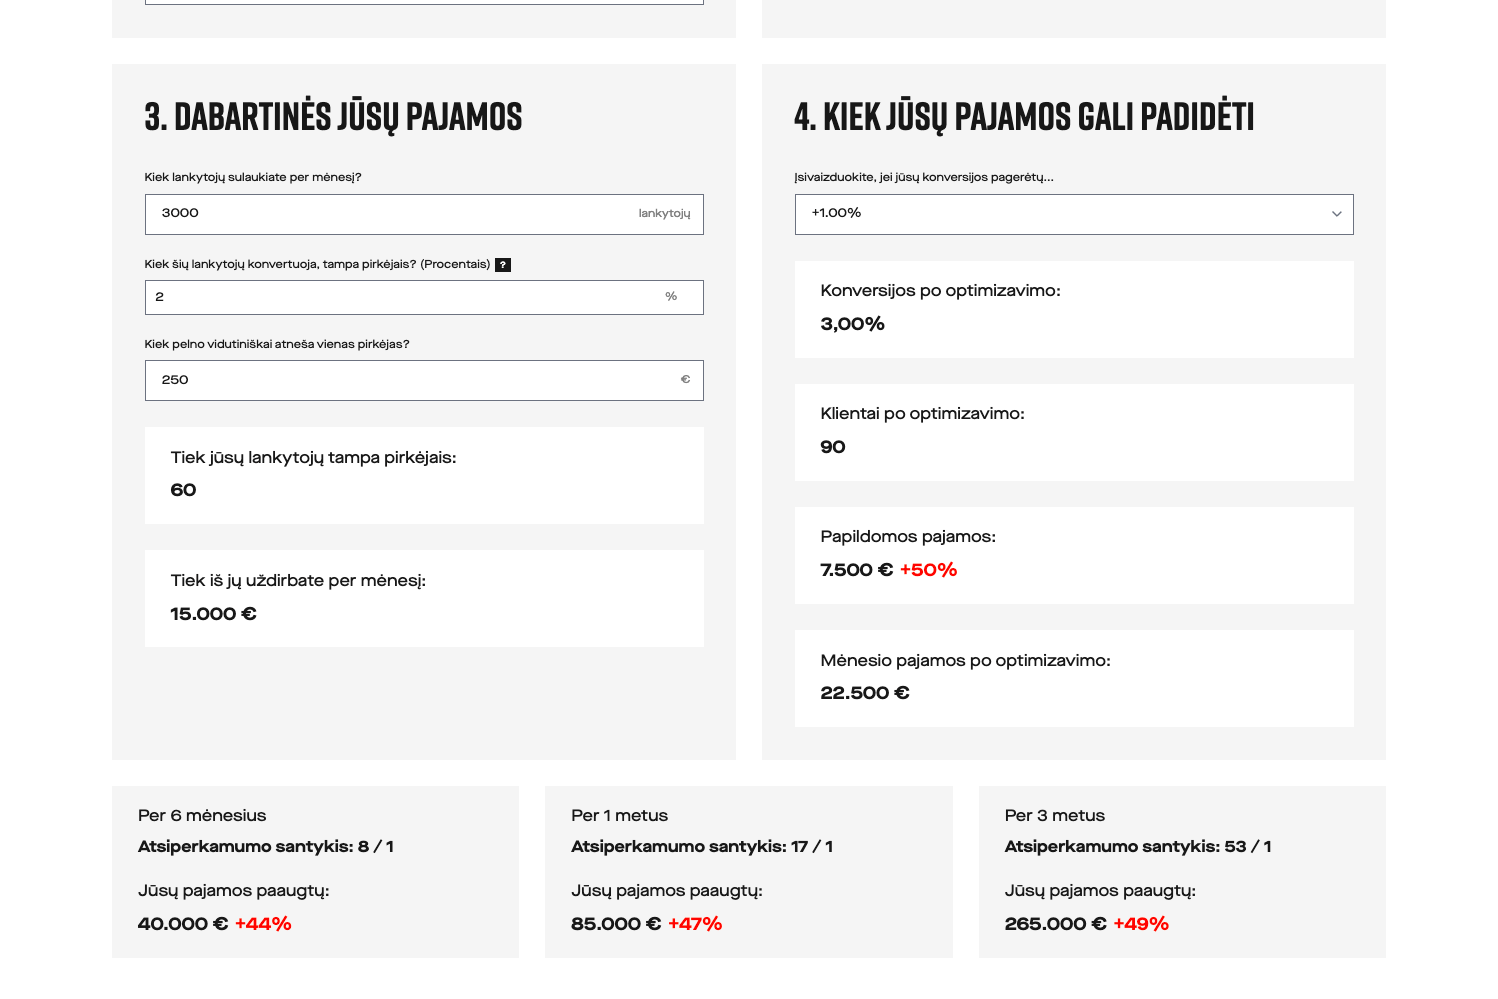 3. DABARTINĖS JŪSŲ PAJAMOS
Kiek lankytojų sulaukiate per mėnesį?
3000 lankytojų
Kiek šių lankytojų konvertuoja, tampa pirkėjais? (Procentais) ?
2 %
Kiek pelno vidutiniškai atneša vienas pirkėjas?
250 €
Tiek jūsų lankytojų tampa pirkėjais:
60
Tiek iš jų uždirbate per mėnesį:
15.000 €
4. KIEK JŪSŲ PAJAMOS GALI PADIDĖTI
Įsivaizduokite, jei jūsų konversijos pagerėtų...
+1.00%
Konversijos po optimizavimo:
3,00%
Klientai po optimizavimo:
90
Papildomos pajamos:
7.500 € +50%
Mėnesio pajamos po optimizavimo:
22.500 €
Per 6 mėnesius
Atsiperkamumo santykis: 8 / 1
Jūsų pajamos paaugtų:
40.000 € +44%
Per 1 metus
Atsiperkamumo santykis: 17 / 1
Jūsų pajamos paaugtų:
85.000 € +47%
Per 3 metus
Atsiperkamumo santykis: 53 / 1
Jūsų pajamos paaugtų:
265.000 € +49%